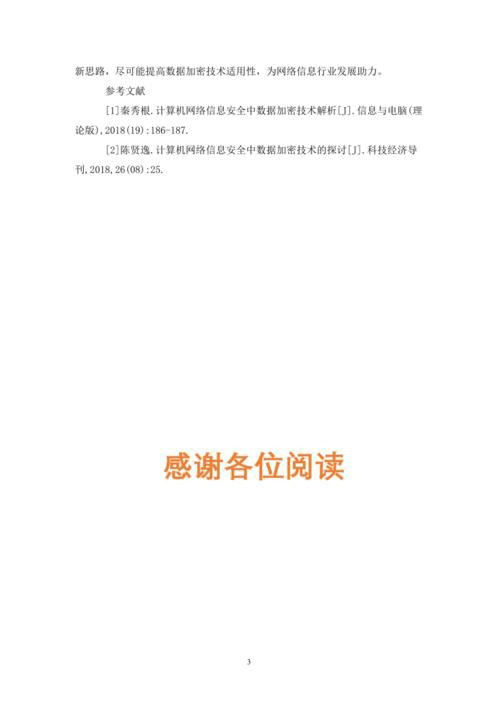 新思路，尽可能提高数据加密技术适用性，为网络信息行业发展助力。
参考文献
[1]秦秀根.计算机网络信息安全中数据加密技术解析[J].信息与电脑(理
论版),2018(19):186-187.
[2]陈贤逸.计算机网络信息安全中数据加密技术的探讨[J].科技经济导
刊,2018,26(08):25.
感谢各位阅读
3